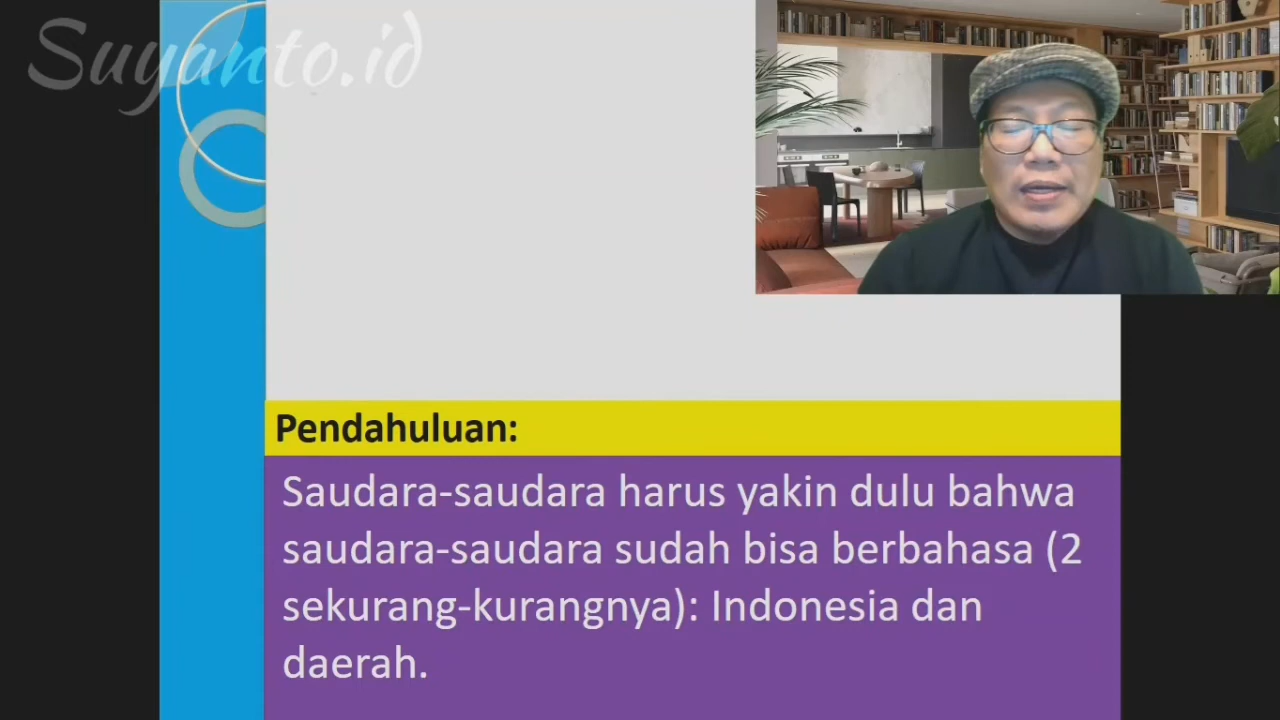 Suyanto.id
Pendahuluan:
Saudara-saudara harus yakin dulu bahwa
saudara-saudara sudah bisa berbahasa (2
sekurang-kurangnya): Indonesia dan
daerah.